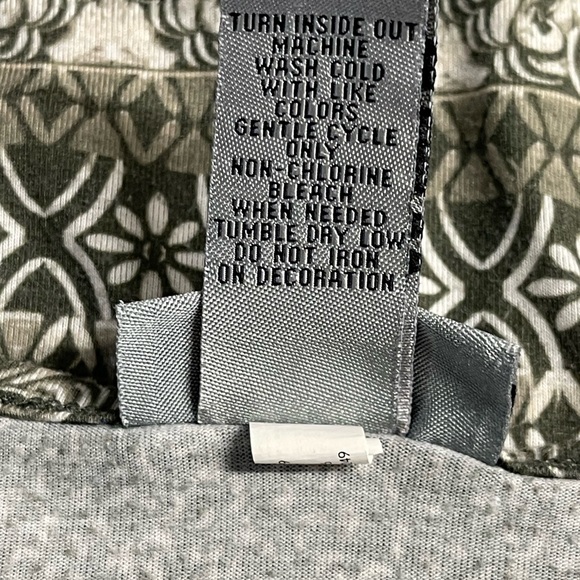 TURN INSIDE OUT
MACHINE
WASH COLD
WITH LIKE
COLORS
GENTLE CYCLE
ONLY
NON-CHLORINE
BLEACH
WHEN NEEDED
TUMBLE DRY LOW
DO NOT IRON
ON DECORATION
49